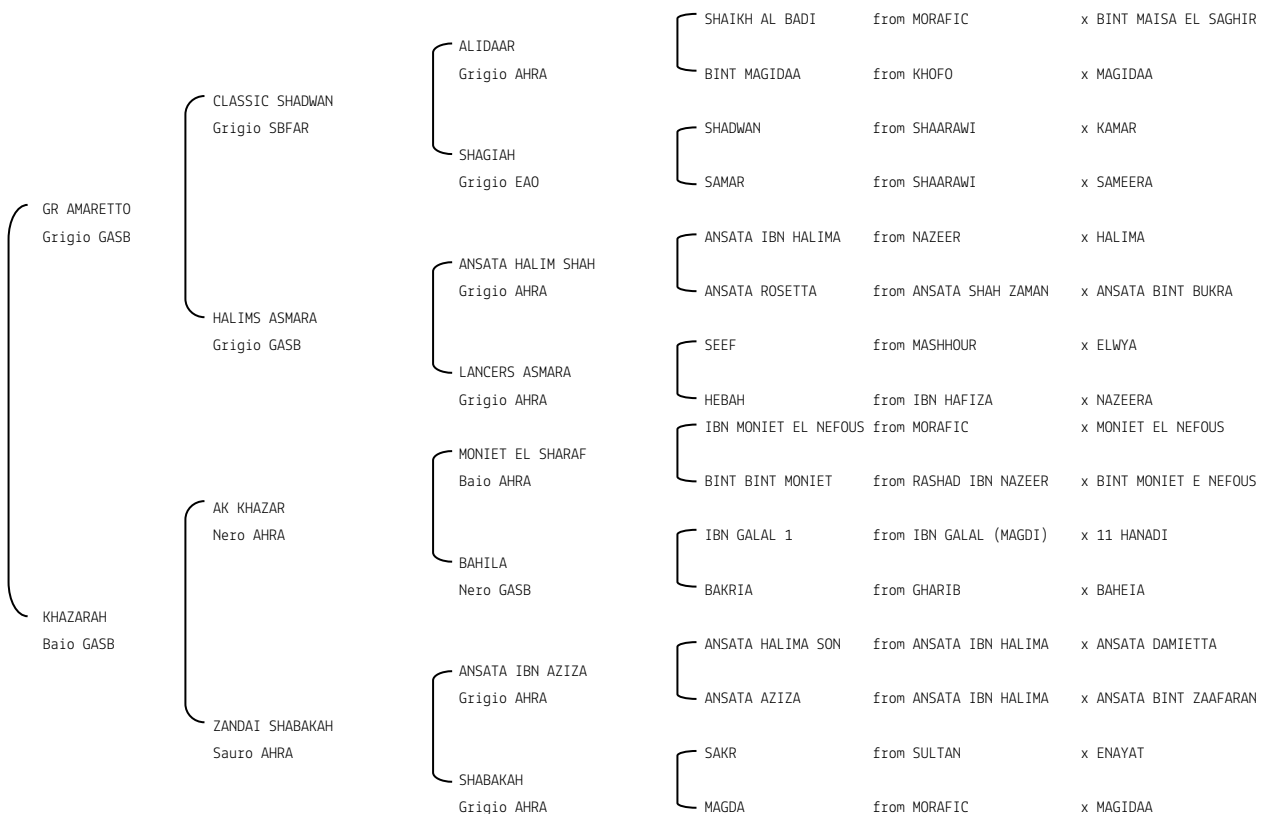 SHAIKH AL BADI from MORAFIC x BINT MAISA EL SAGHIR
ALIDAAR
Grigio AHRA
BINT MAGIDAA from KHOFO x MAGIDAA
CLASSIC SHADWAN
Grigio SBFAR
SHADWAN from SHAARAWI x KAMAR
SHAGIAH
Grigio EAO
SAMAR from SHAARAWI x SAMEERA
GR AMARETTO
Grigio GASB
ANSATA IBN HALIMA from NAZEER x HALIMA
ANSATA HALIM SHAH
Grigio AHRA
ANSATA ROSETTA from ANSATA SHAH ZAMAN x ANSATA BINT BUKRA
HALIMS ASMARA
Grigio GASB
SEEF from MASHHOUR x ELWYA
LANCERS ASMARA
Grigio AHRA
HEBAH from IBN HAFIZA x NAZEERA
IBN MONIET EL NEFOUS from MORAFIC x MONIET EL NEFOUS
MONIET EL SHARAF
Baio AHRA
BINT BINT MONIET from RASHAD IBN NAZEER x BINT MONIET E NEFOUS
AK KHAZAR
Nero AHRA
IBN GALAL 1 from IBN GALAL (MAGDI) x 11 HANADI
BAHILA
Nero GASB
BAKRIA from GHARIB x BAHEIA
KHAZARAH
Baio GASB
ANSATA HALIMA SON from ANSATA IBN HALIMA x ANSATA DAMIETTA
ANSATA IBN AZIZA
Grigio AHRA
ANSATA AZIZA from ANSATA IBN HALIMA x ANSATA BINT ZAAFARAN
ZANDAI SHABAKAH
Sauro AHRA
SAKR from SULTAN x ENAYAT
SHABAKAH
Grigio AHRA
MAGDA from MORAFIC x MAGIDAA